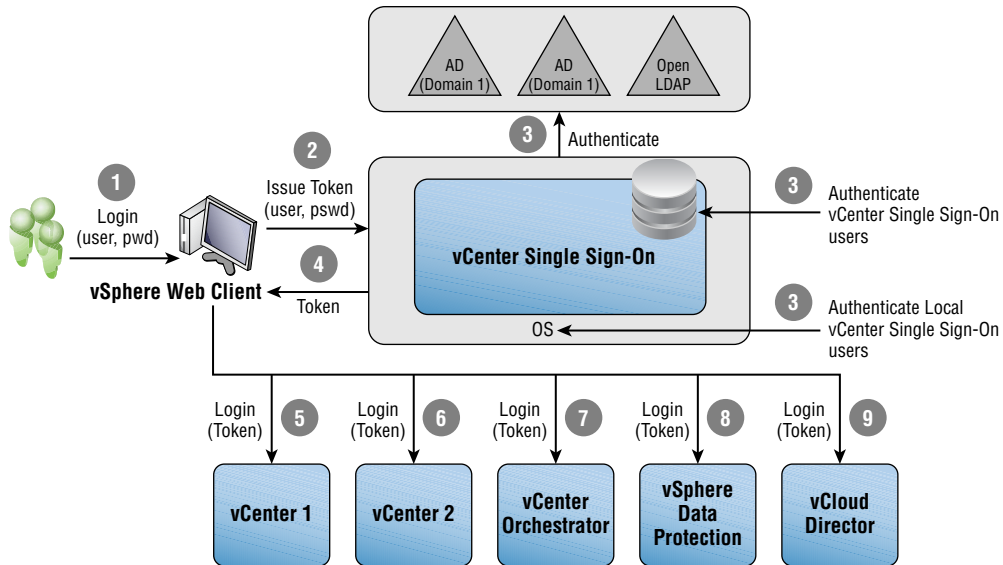 AD
(Domain 1)
AD
(Domain 1)
Open
LDAP
3
Authenticate
1
Login
(user, pwd)
2
Issue Token
(user, pswd)
vCenter Single Sign-On
3
Authenticate
vCenter Single Sign-On
users
4
Token
vSphere Web Client
OS
3
Authenticate Local
vCenter Single Sign-On
users
Login
(Token)
5
Login
(Token)
6
Login
(Token)
7
Login
(Token)
8
Login
(Token)
9
vCenter 1
vCenter 2
vCenter
Orchestrator
vSphere
Data
Protection
vCloud
Director